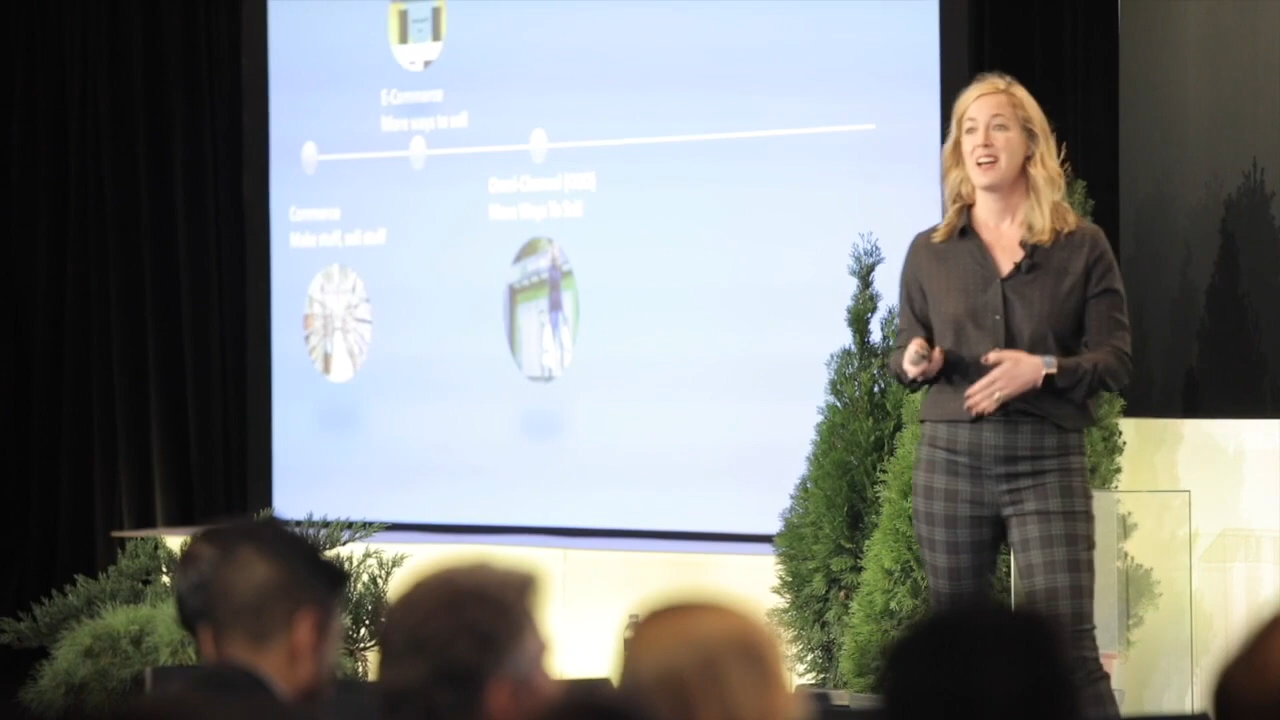 E-Commerce
More ways to sell
Commerce
Make stuff, sell stuff
Omni-Channel
More Ways To Sell